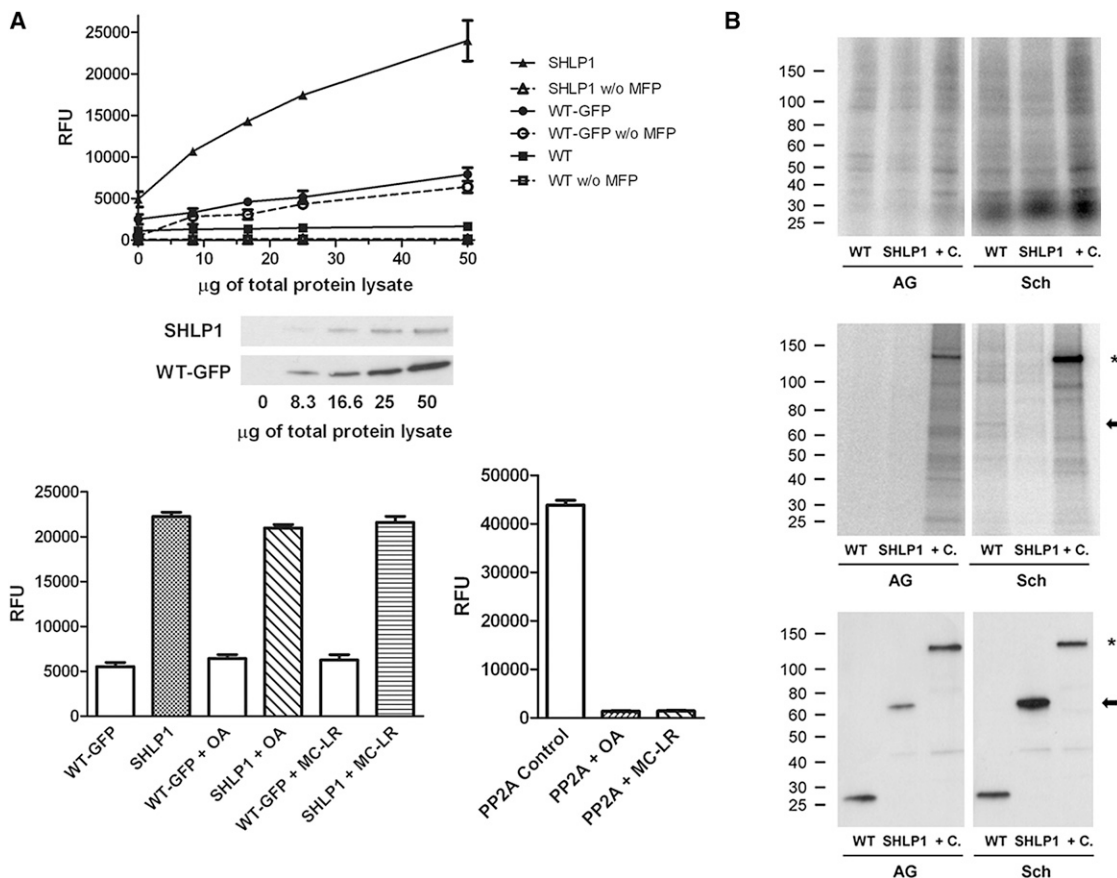 A
25000
20000
15000
10000
5000
0
RFU
0 10 20 30 40 50
μg of total protein lysate
SHLP1
SHLP1 w/o MFP
WT-GFP
WT-GFP w/o MFP
WT
WT w/o MFP
SHLP1
WT-GFP
0 8.3 16.6 25 50
μg of total protein lysate
25000
20000
15000
10000
5000
0
RFU
WT-GFP
SHLP1
WT-GFP + OA
SHLP1 + OA
WT-GFP + MC-LR
SHLP1 + MC-LR
50000
40000
30000
20000
10000
0
RFU
PP2A Control
PP2A + OA
PP2A + MC-LR
B
150
100
80
60
50
40
30
25
WT SHLP1 + C. WT SHLP1 + C.
AG Sch
150
100
80
60
50
40
30
25
*
WT SHLP1 + C. WT SHLP1 + C.
AG Sch
150
100
80
60
50
40
30
25
*
WT SHLP1 + C. WT SHLP1 + C.
AG Sch